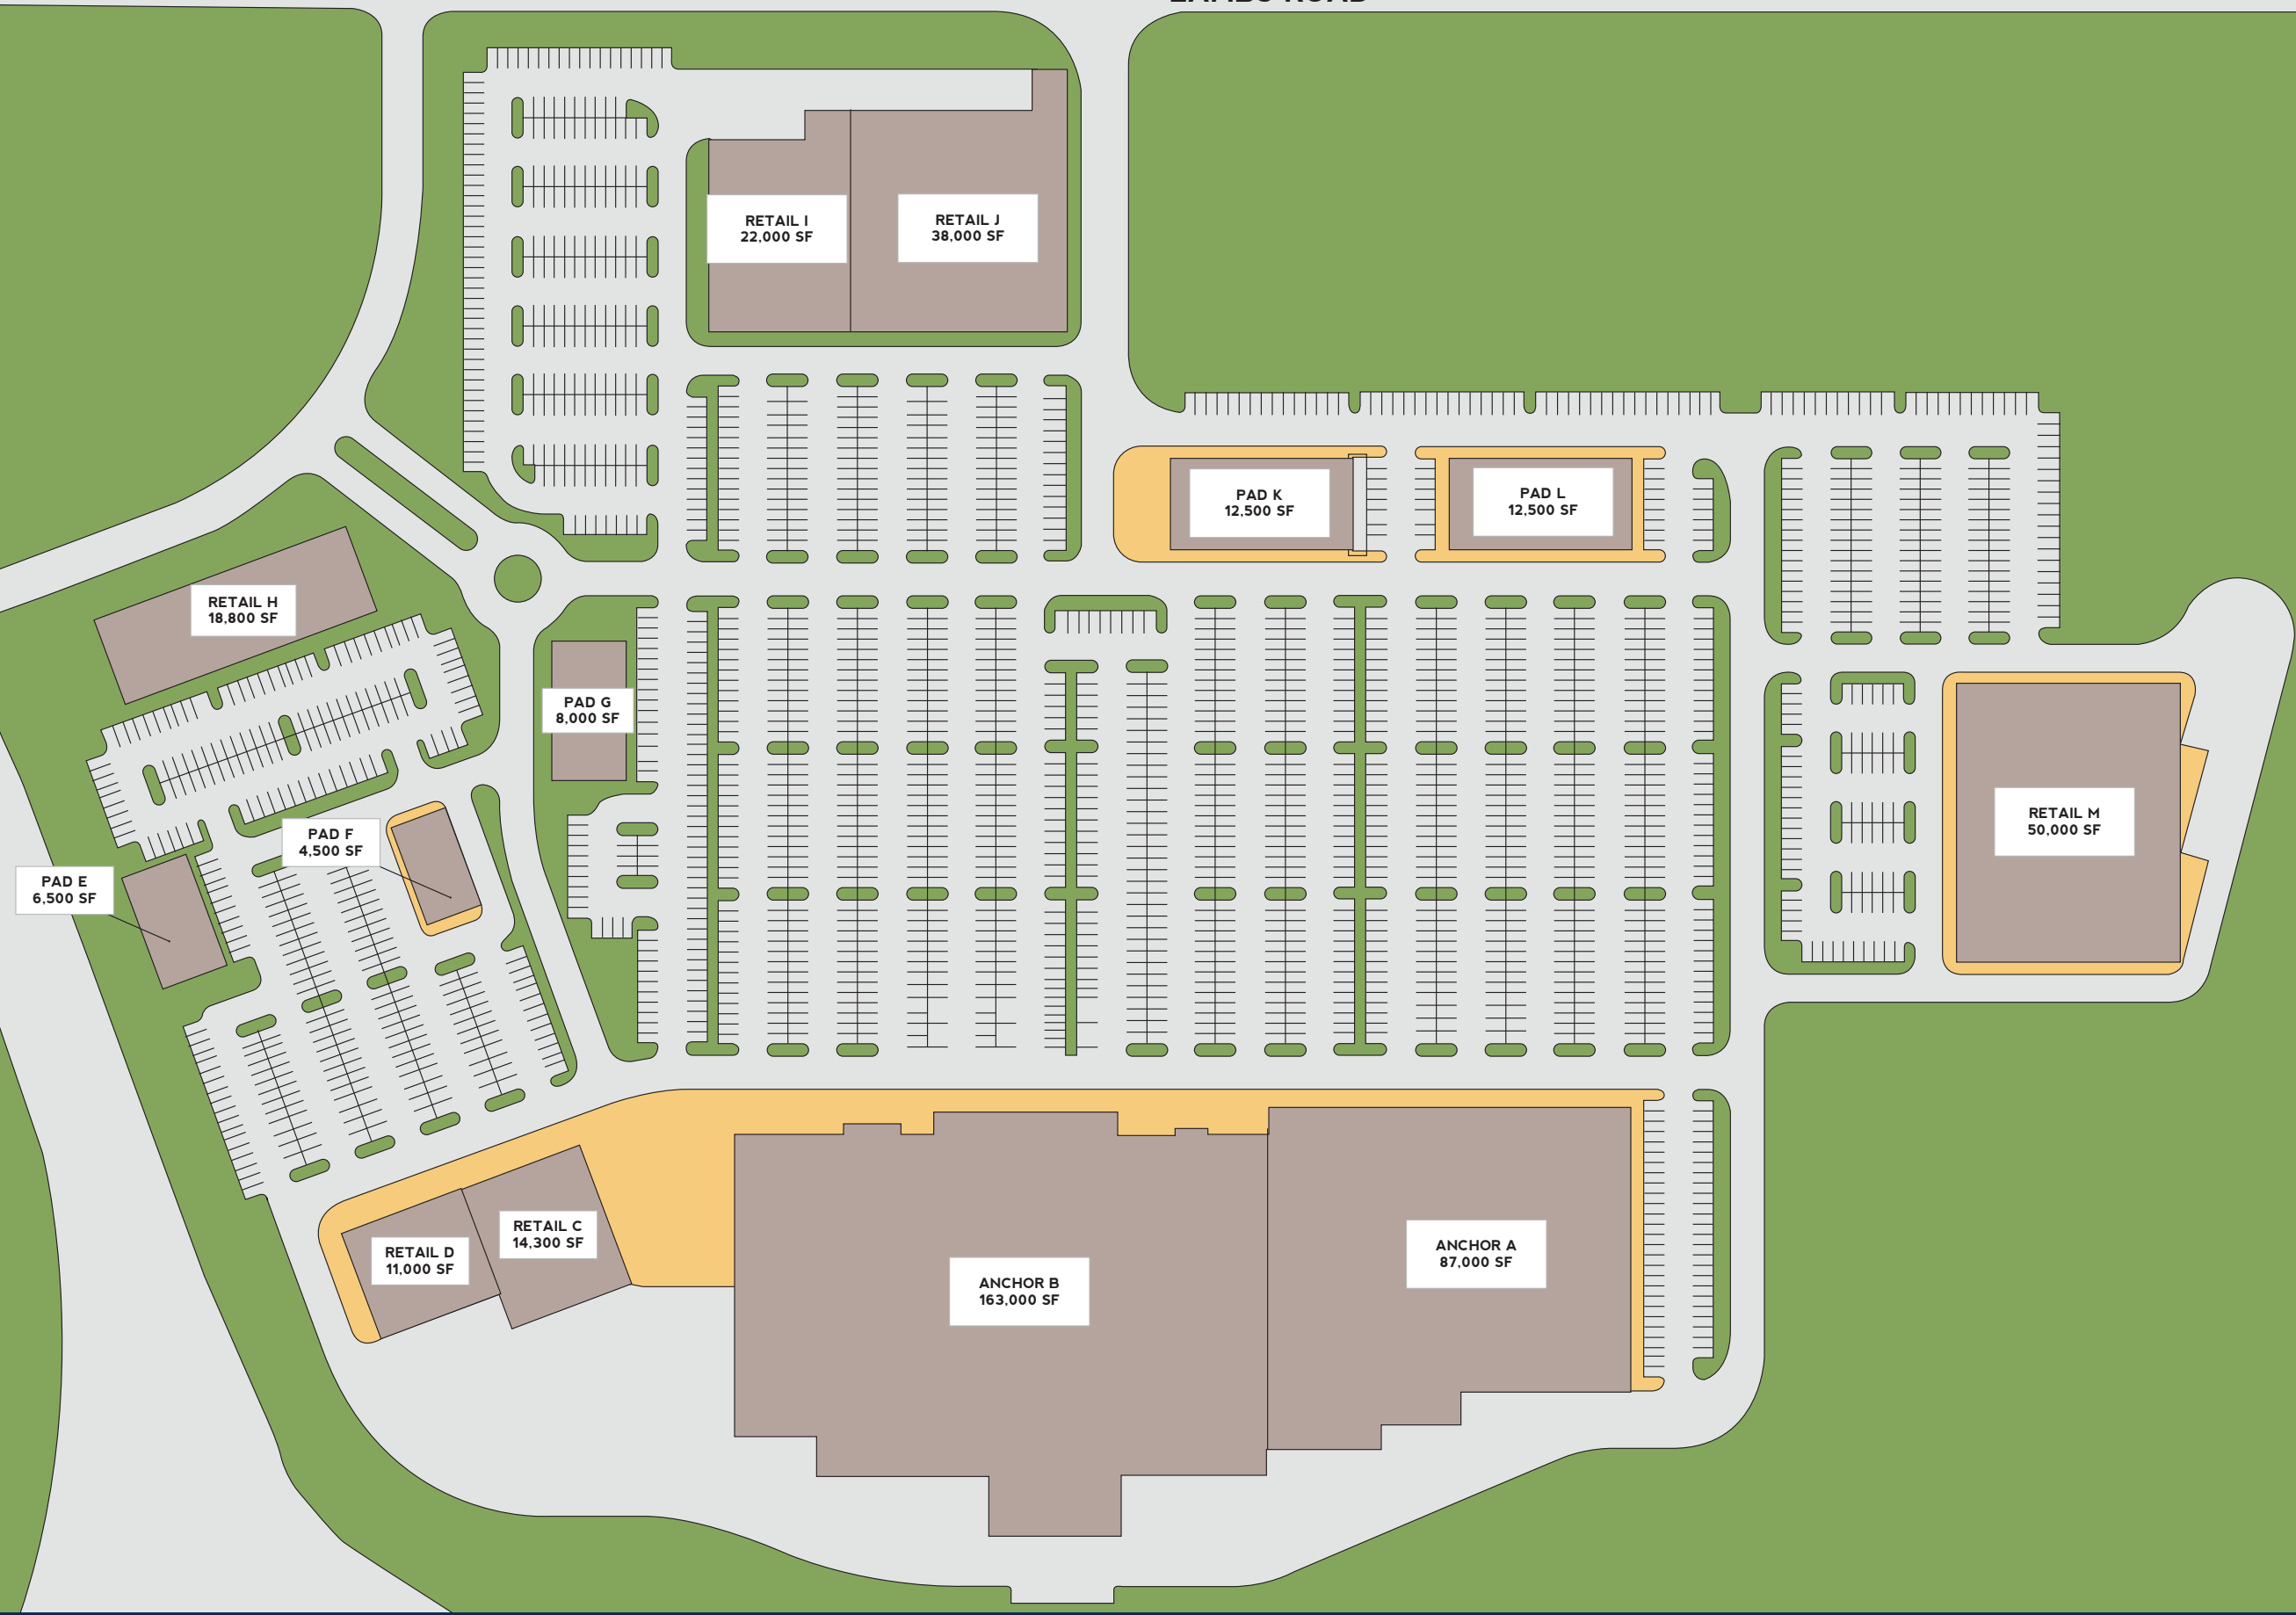 RETAIL I
22,000 SF
RETAIL J
38,000 SF
PAD K
12,500 SF
PAD L
12,500 SF
RETAIL H
18,800 SF
PAD G
8,000 SF
PAD F
4,500 SF
PAD E
6,500 SF
RETAIL M
50,000 SF
RETAIL D
11,000 SF
RETAIL C
14,300 SF
ANCHOR B
163,000 SF
ANCHOR A
87,000 SF